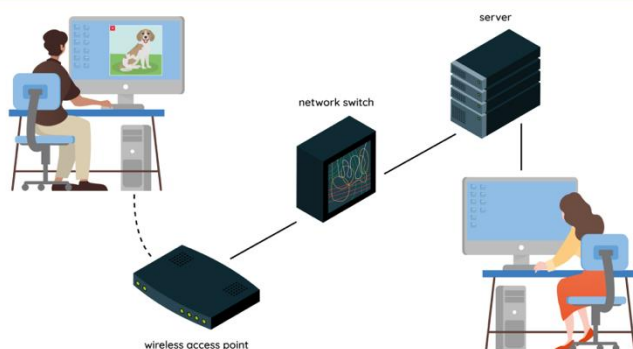 server
network switch
wireless access point